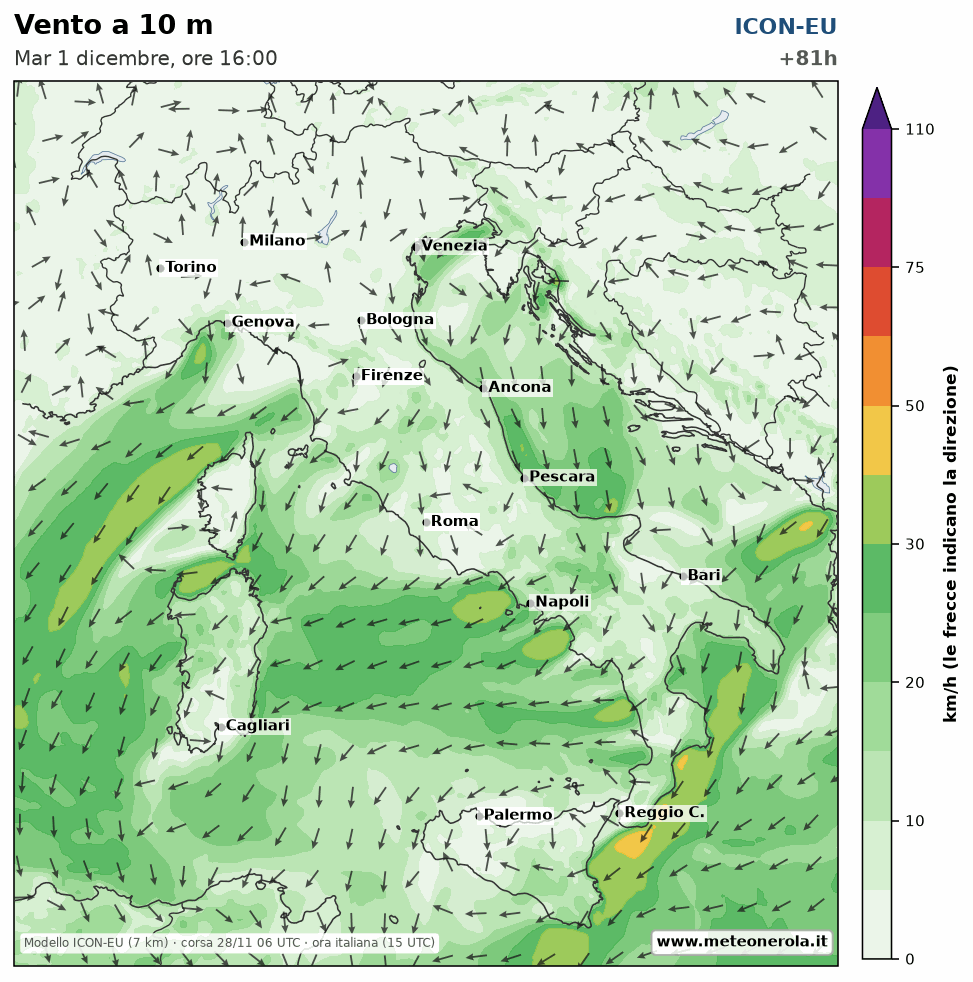 Vento a 10 m
ICON-EU
Mar 1 dicembre, ore 16:00
+81h
110
75
50
30
20
10
0
km/h (le frecce indicano la direzione)
Milano
Venezia
Torino
Genova
Bologna
Firenze
Ancona
Pescara
Roma
Bari
Napoli
Cagliari
Palermo
Reggio C.
Modello ICON-EU (7 km) · corsa 28/11 06 UTC · ora italiana (15 UTC)
www.meteonerola.it